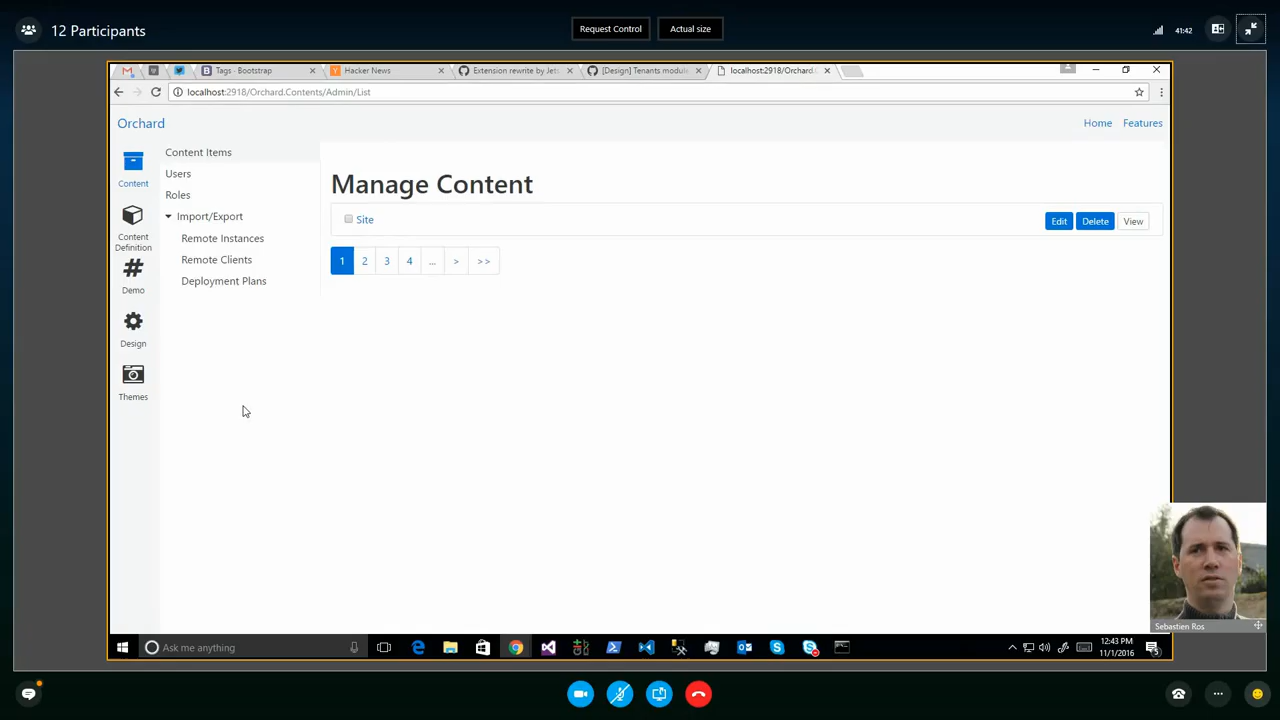 12 Participants
Request Control
Actual size
41:42
Tags - Bootstrap
Hacker News
Extension rewrite by Jets
[Design] Tenants module
localhost:2918/Orchard.C
localhost:2918/Orchard.Contents/Admin/List
Orchard
Home
Features
Content
Content Definition
Demo
Design
Themes
Content Items
Users
Roles
Import/Export
Remote Instances
Remote Clients
Deployment Plans
Manage Content
Site
Edit
Delete
View
1
2
3
4
...
>
>>
Sebastien Ros
Ask me anything
12:43 PM
11/1/2016